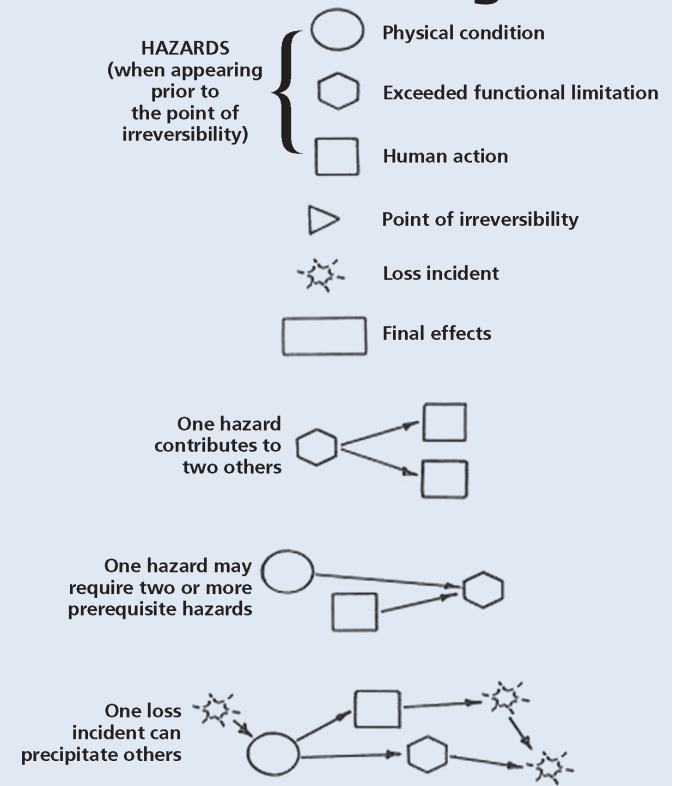 HAZARDS
(when appearing
prior to
the point of
irreversibility)
Physical condition
Exceeded functional limitation
Human action
Point of irreversibility
Loss incident
Final effects
One hazard
contributes to
two others
One hazard may
require two or more
prerequisite hazards
One loss
incident can
precipitate others